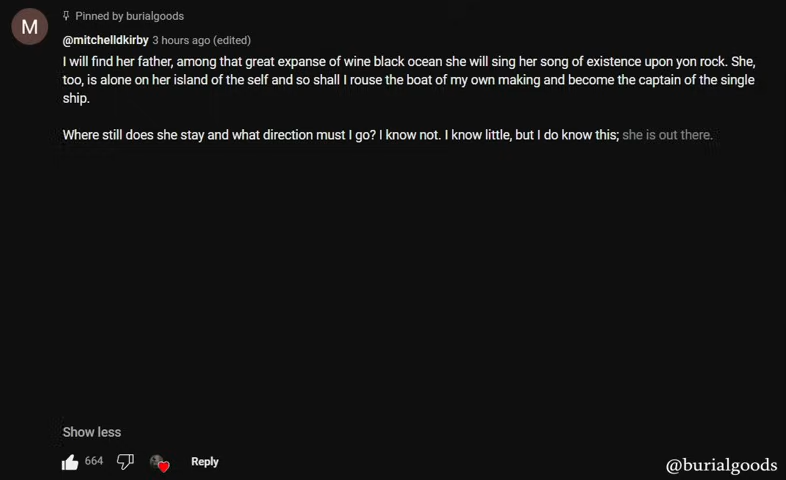 M
Pinned by burialgoods
@mitchelldkirby 3 hours ago (edited)
I will find her father, among that great expanse of wine black ocean she will sing her song of existence upon yon rock. She,
too, is alone on her island of the self and so shall I rouse the boat of my own making and become the captain of the single
ship.
Where still does she stay and what direction must I go? I know not. I know little, but I do know this; she is out there.
Show less
664 Reply
@burialgoods